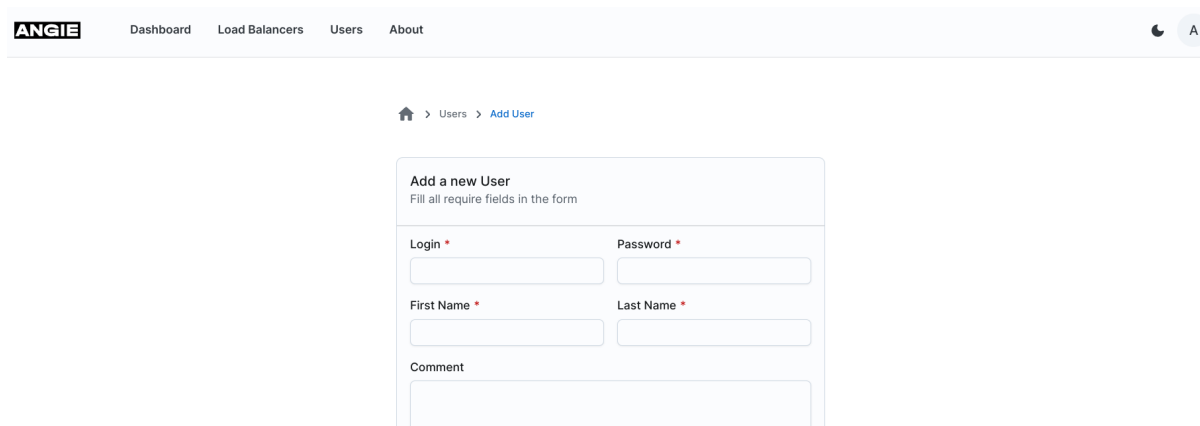 ANGIE Dashboard Load Balancers Users About A
Users > Add User
Add a new User
Fill all require fields in the form
Login * Password *
First Name * Last Name *
Comment